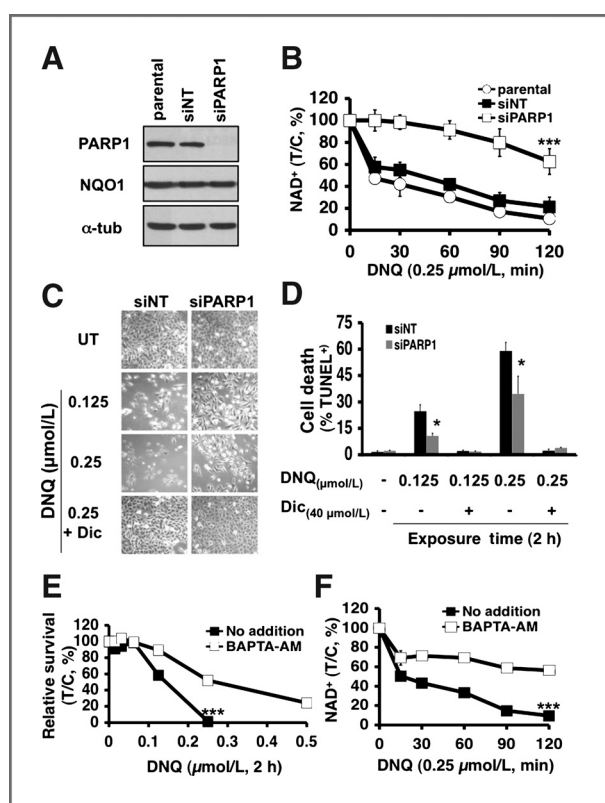 A
parental
siNT
siPARP1
PARP1
NQO1
α-tub
B
parental
siNT
siPARP1
NAD⁺ (T/C, %)
120
100
80
60
40
20
0
***
0 30 60 90 120
DNQ (0.25 µmol/L, min)
C
siNT siPARP1
UT
DNQ (µmol/L)
0.125
0.25
0.25
+ Dic
D
siNT
siPARP1
Cell death
(% TUNEL⁺)
75
60
45
30
15
0
*
*
DNQ(µmol/L) - 0.125 0.125 0.25 0.25
Dic(40 µmol/L) - - + - +
Exposure time (2 h)
E
No addition
BAPTA-AM
Relative survival
(T/C, %)
120
100
80
60
40
20
0
***
0 0.1 0.2 0.3 0.4 0.5
DNQ (µmol/L, 2 h)
F
No addition
BAPTA-AM
NAD⁺ (T/C, %)
120
100
80
60
40
20
0
***
0 30 60 90 120
DNQ (0.25 µmol/L, min)